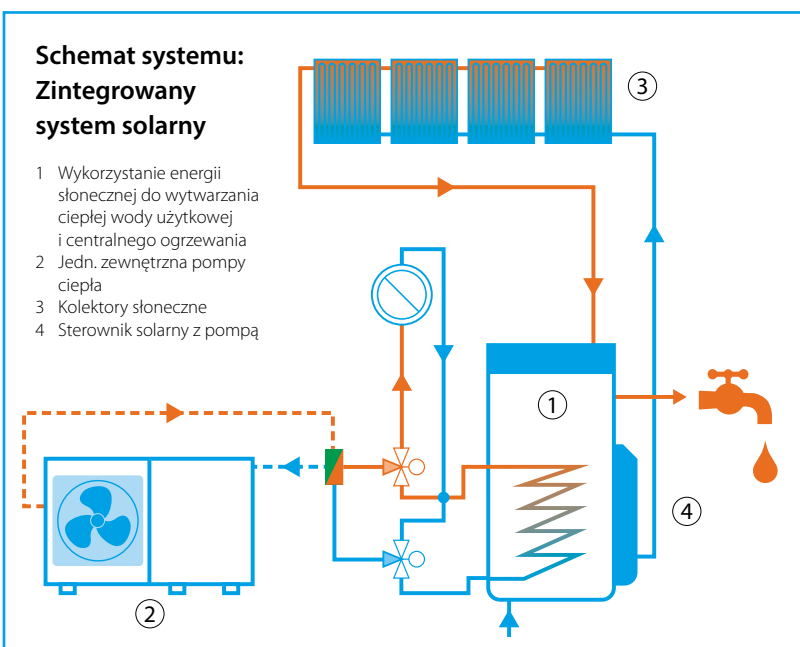 Schemat systemu:
Zintegrowany
system solarny
1 Wykorzystanie energii
słonecznej do wytwarzania
ciepłej wody użytkowej
i centralnego ogrzewania
2 Jedn. zewnętrzna pompy
ciepła
3 Kolektory słoneczne
4 Sterownik solarny z pompą
3
1
4
2